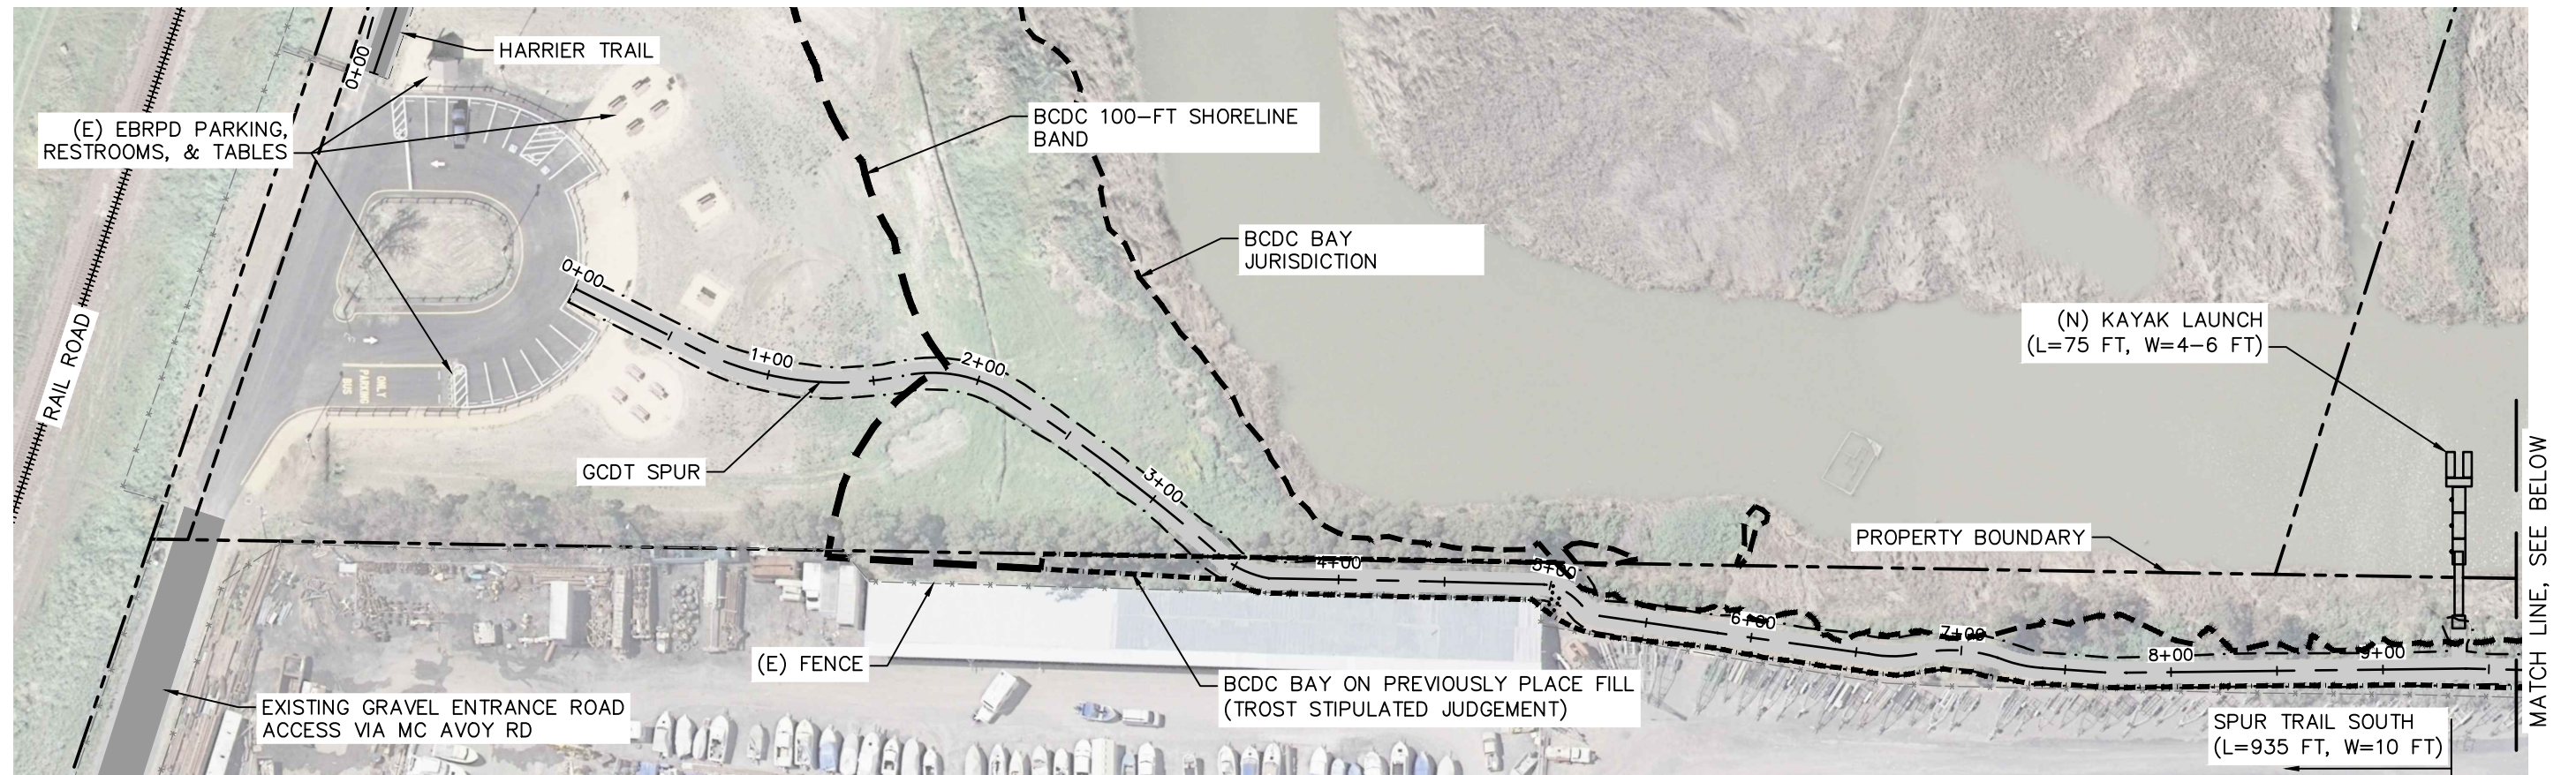 0+00
HARRIER TRAIL
(E) EBRPD PARKING,
RESTROOMS, & TABLES
BCDC 100-FT SHORELINE
BAND
BCDC BAY
JURISDICTION
0+00
1+00
2+00
(N) KAYAK LAUNCH
(L=75 FT, W=4-6 FT)
RAIL ROAD
BUS
PARKING
ONLY
GCDT SPUR
3+00
PROPERTY BOUNDARY
4+00
5+00
6+00
7+00
8+00
9+00
MATCH LINE, SEE BELOW
(E) FENCE
BCDC BAY ON PREVIOUSLY PLACE FILL
(TROST STIPULATED JUDGEMENT)
EXISTING GRAVEL ENTRANCE ROAD
ACCESS VIA MC AVOY RD
SPUR TRAIL SOUTH
(L=935 FT, W=10 FT)